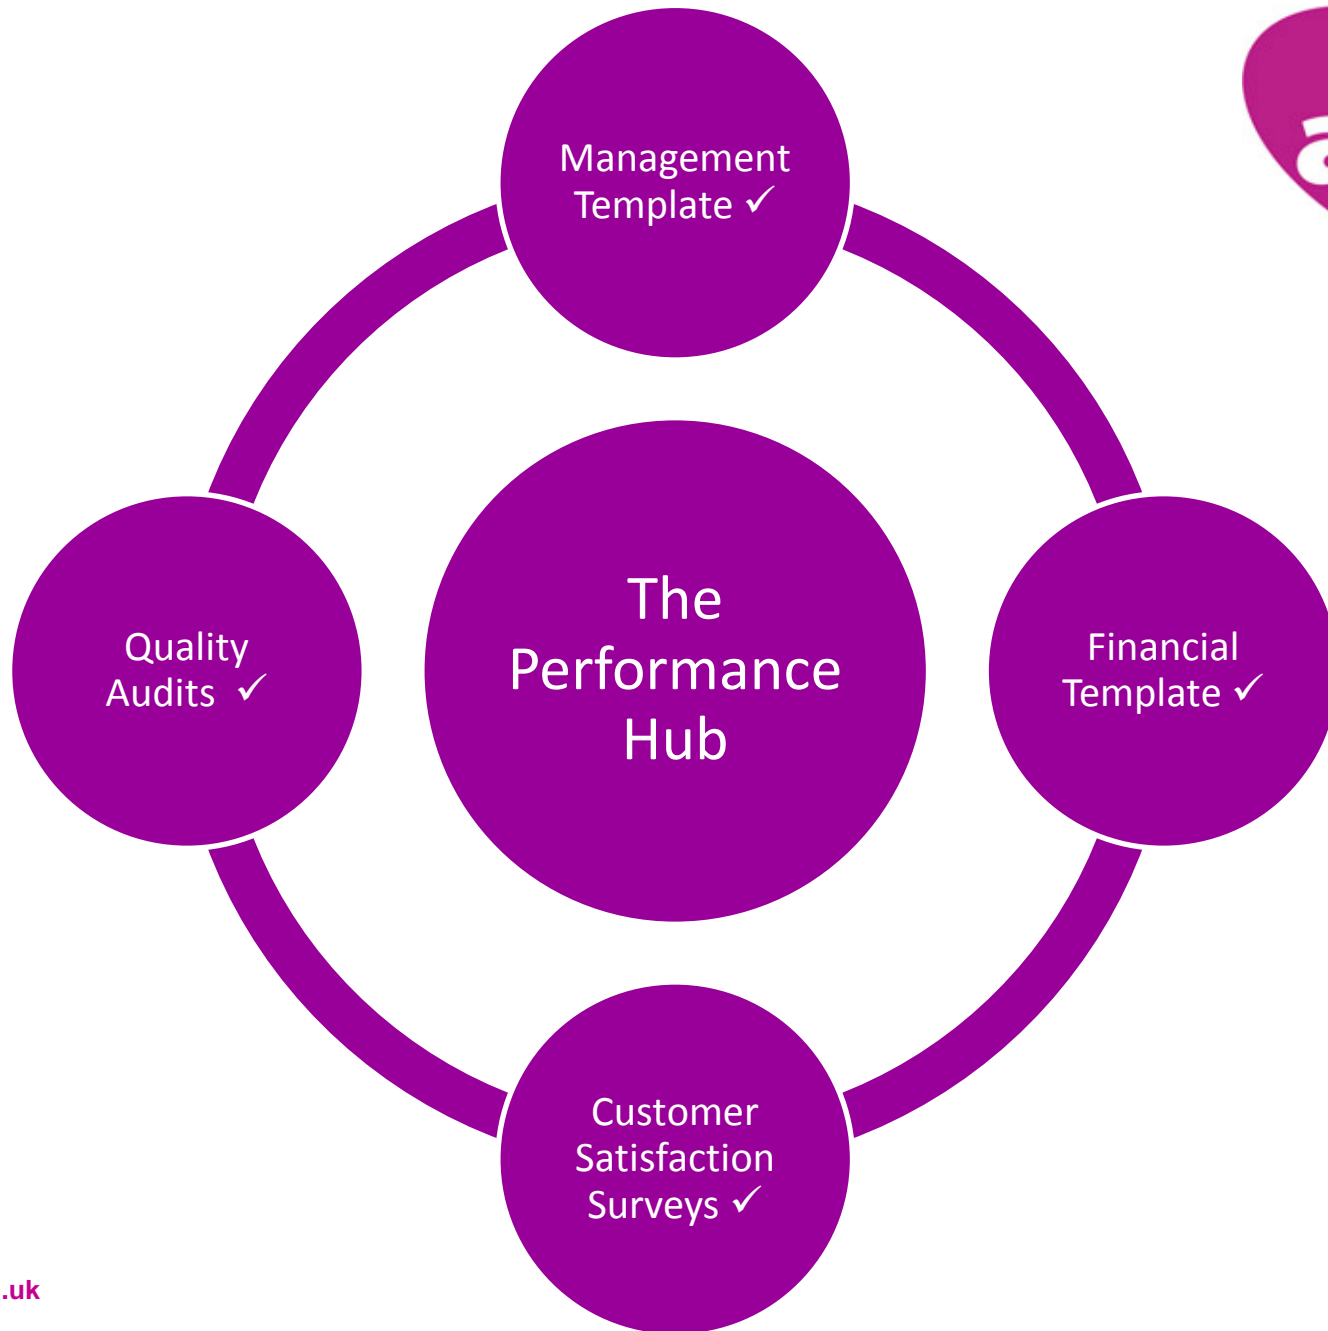 Management
Template ✓
a
The
Performance
Hub
Quality
Audits ✓
Financial
Template ✓
Customer
Satisfaction
Surveys ✓
.uk